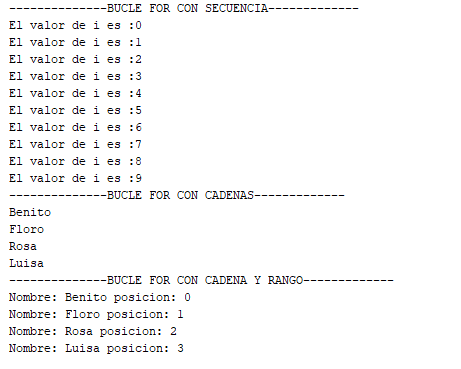 --------------BUCLE FOR CON SECUENCIA-------------
El valor de i es :0
El valor de i es :1
El valor de i es :2
El valor de i es :3
El valor de i es :4
El valor de i es :5
El valor de i es :6
El valor de i es :7
El valor de i es :8
El valor de i es :9
--------------BUCLE FOR CON CADENAS-------------
Benito
Floro
Rosa
Luisa
--------------BUCLE FOR CON CADENA Y RANGO-------------
Nombre: Benito posicion: 0
Nombre: Floro posicion: 1
Nombre: Rosa posicion: 2
Nombre: Luisa posicion: 3